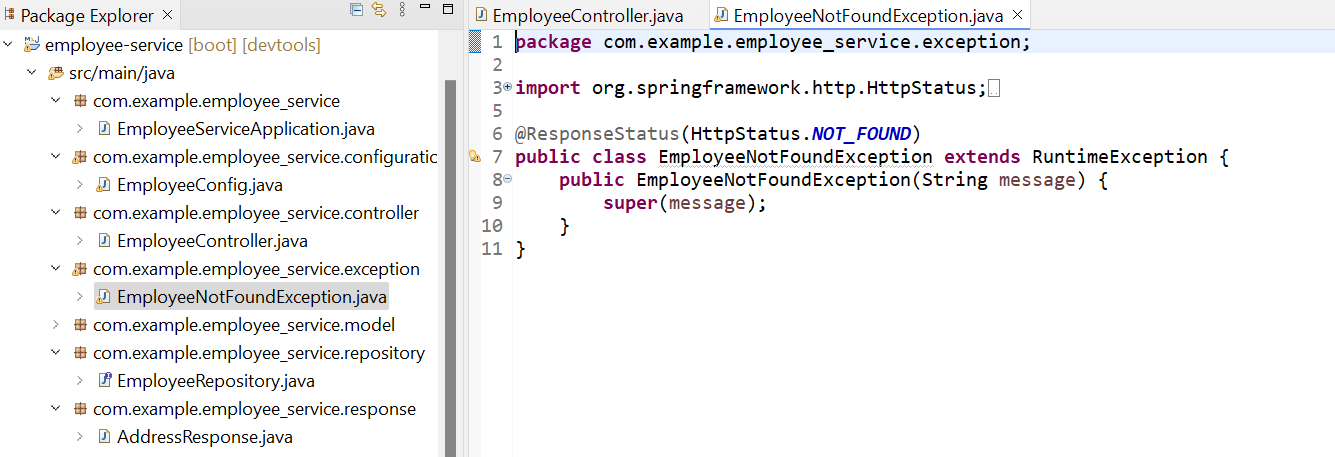 Package Explorer
employee-service [boot] [devtools]
src/main/java
com.example.employee_service
EmployeeServiceApplication.java
com.example.employee_service.configuratic
EmployeeConfig.java
com.example.employee_service.controller
EmployeeController.java
com.example.employee_service.exception
EmployeeNotFoundException.java
com.example.employee_service.model
com.example.employee_service.repository
EmployeeRepository.java
com.example.employee_service.response
AddressResponse.java
EmployeeController.java EmployeeNotFoundException.java
1 package com.example.employee_service.exception;
2
3 import org.springframework.http.HttpStatus;
5
6 @ResponseStatus(HttpStatus.NOT_FOUND)
7 public class EmployeeNotFoundException extends RuntimeException {
8 public EmployeeNotFoundException(String message) {
9 super(message);
10 }
11 }